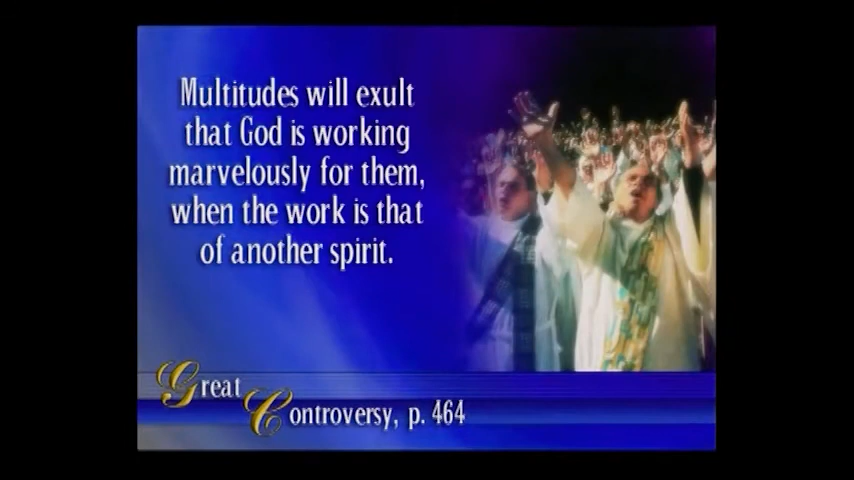 Multitudes will exult
that God is working
marvelously for them,
when the work is that
of another spirit.
Great
Controversy, p. 464